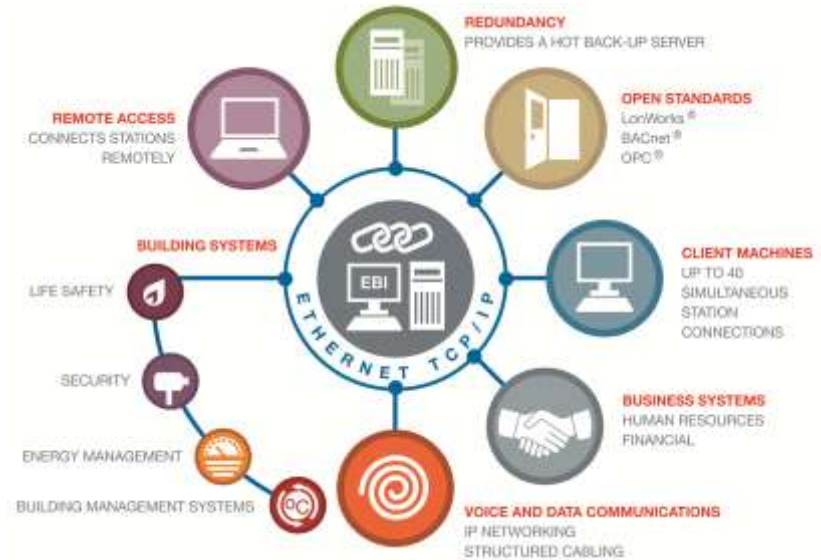 REDUNDANCY
PROVIDES A HOT BACK-UP SERVER
REMOTE ACCESS
CONNECTS STATIONS
REMOTELY
OPEN STANDARDS
LonWorks ®
BACnet ®
OPC ®
BUILDING SYSTEMS
LIFE SAFETY
SECURITY
ENERGY MANAGEMENT
BUILDING MANAGEMENT SYSTEMS
°C
EBI
ETHERNET TCP/IP
CLIENT MACHINES
UP TO 40
SIMULTANEOUS
STATION
CONNECTIONS
BUSINESS SYSTEMS
HUMAN RESOURCES
FINANCIAL
VOICE AND DATA COMMUNICATIONS
IP NETWORKING
STRUCTURED CABLING